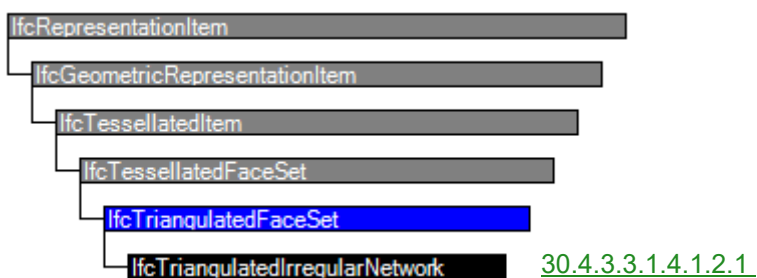 IfcRepresentationItem
IfcGeometricRepresentationItem
IfcTessellatedItem
IfcTessellatedFaceSet
IfcTriangulatedFaceSet
IfcTriangulatedIrregularNetwork 30.4.3.3.1.4.1.2.1